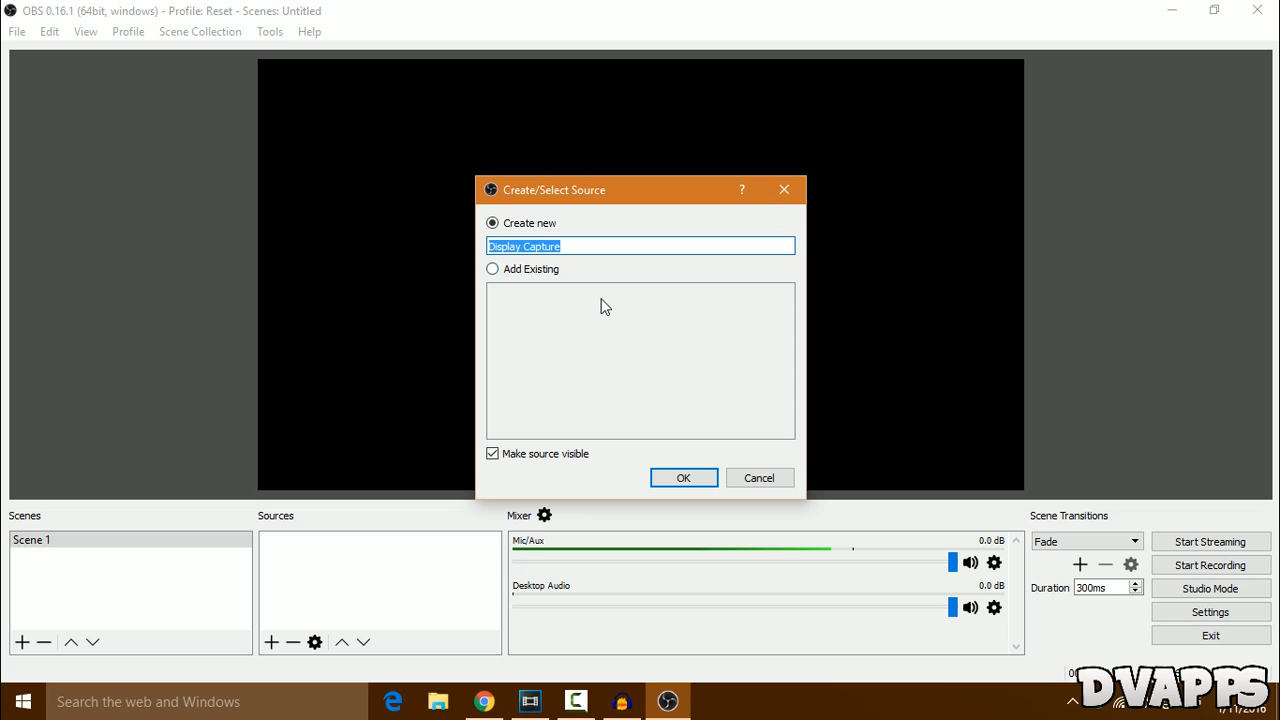 OBS 0.16.1 (64bit, windows) - Profile: Reset - Scenes: Untitled
File Edit View Profile Scene Collection Tools Help
Create/Select Source ?
Create new
Display Capture
Add Existing
Make source visible
OK Cancel
Scenes Sources Mixer Scene Transitions
Scene 1
Mic/Aux 0.0 dB
Desktop Audio 0.0 dB
Fade
Duration 300ms
Start Streaming
Start Recording
Studio Mode
Settings
Exit
Search the web and Windows
DVAPPS